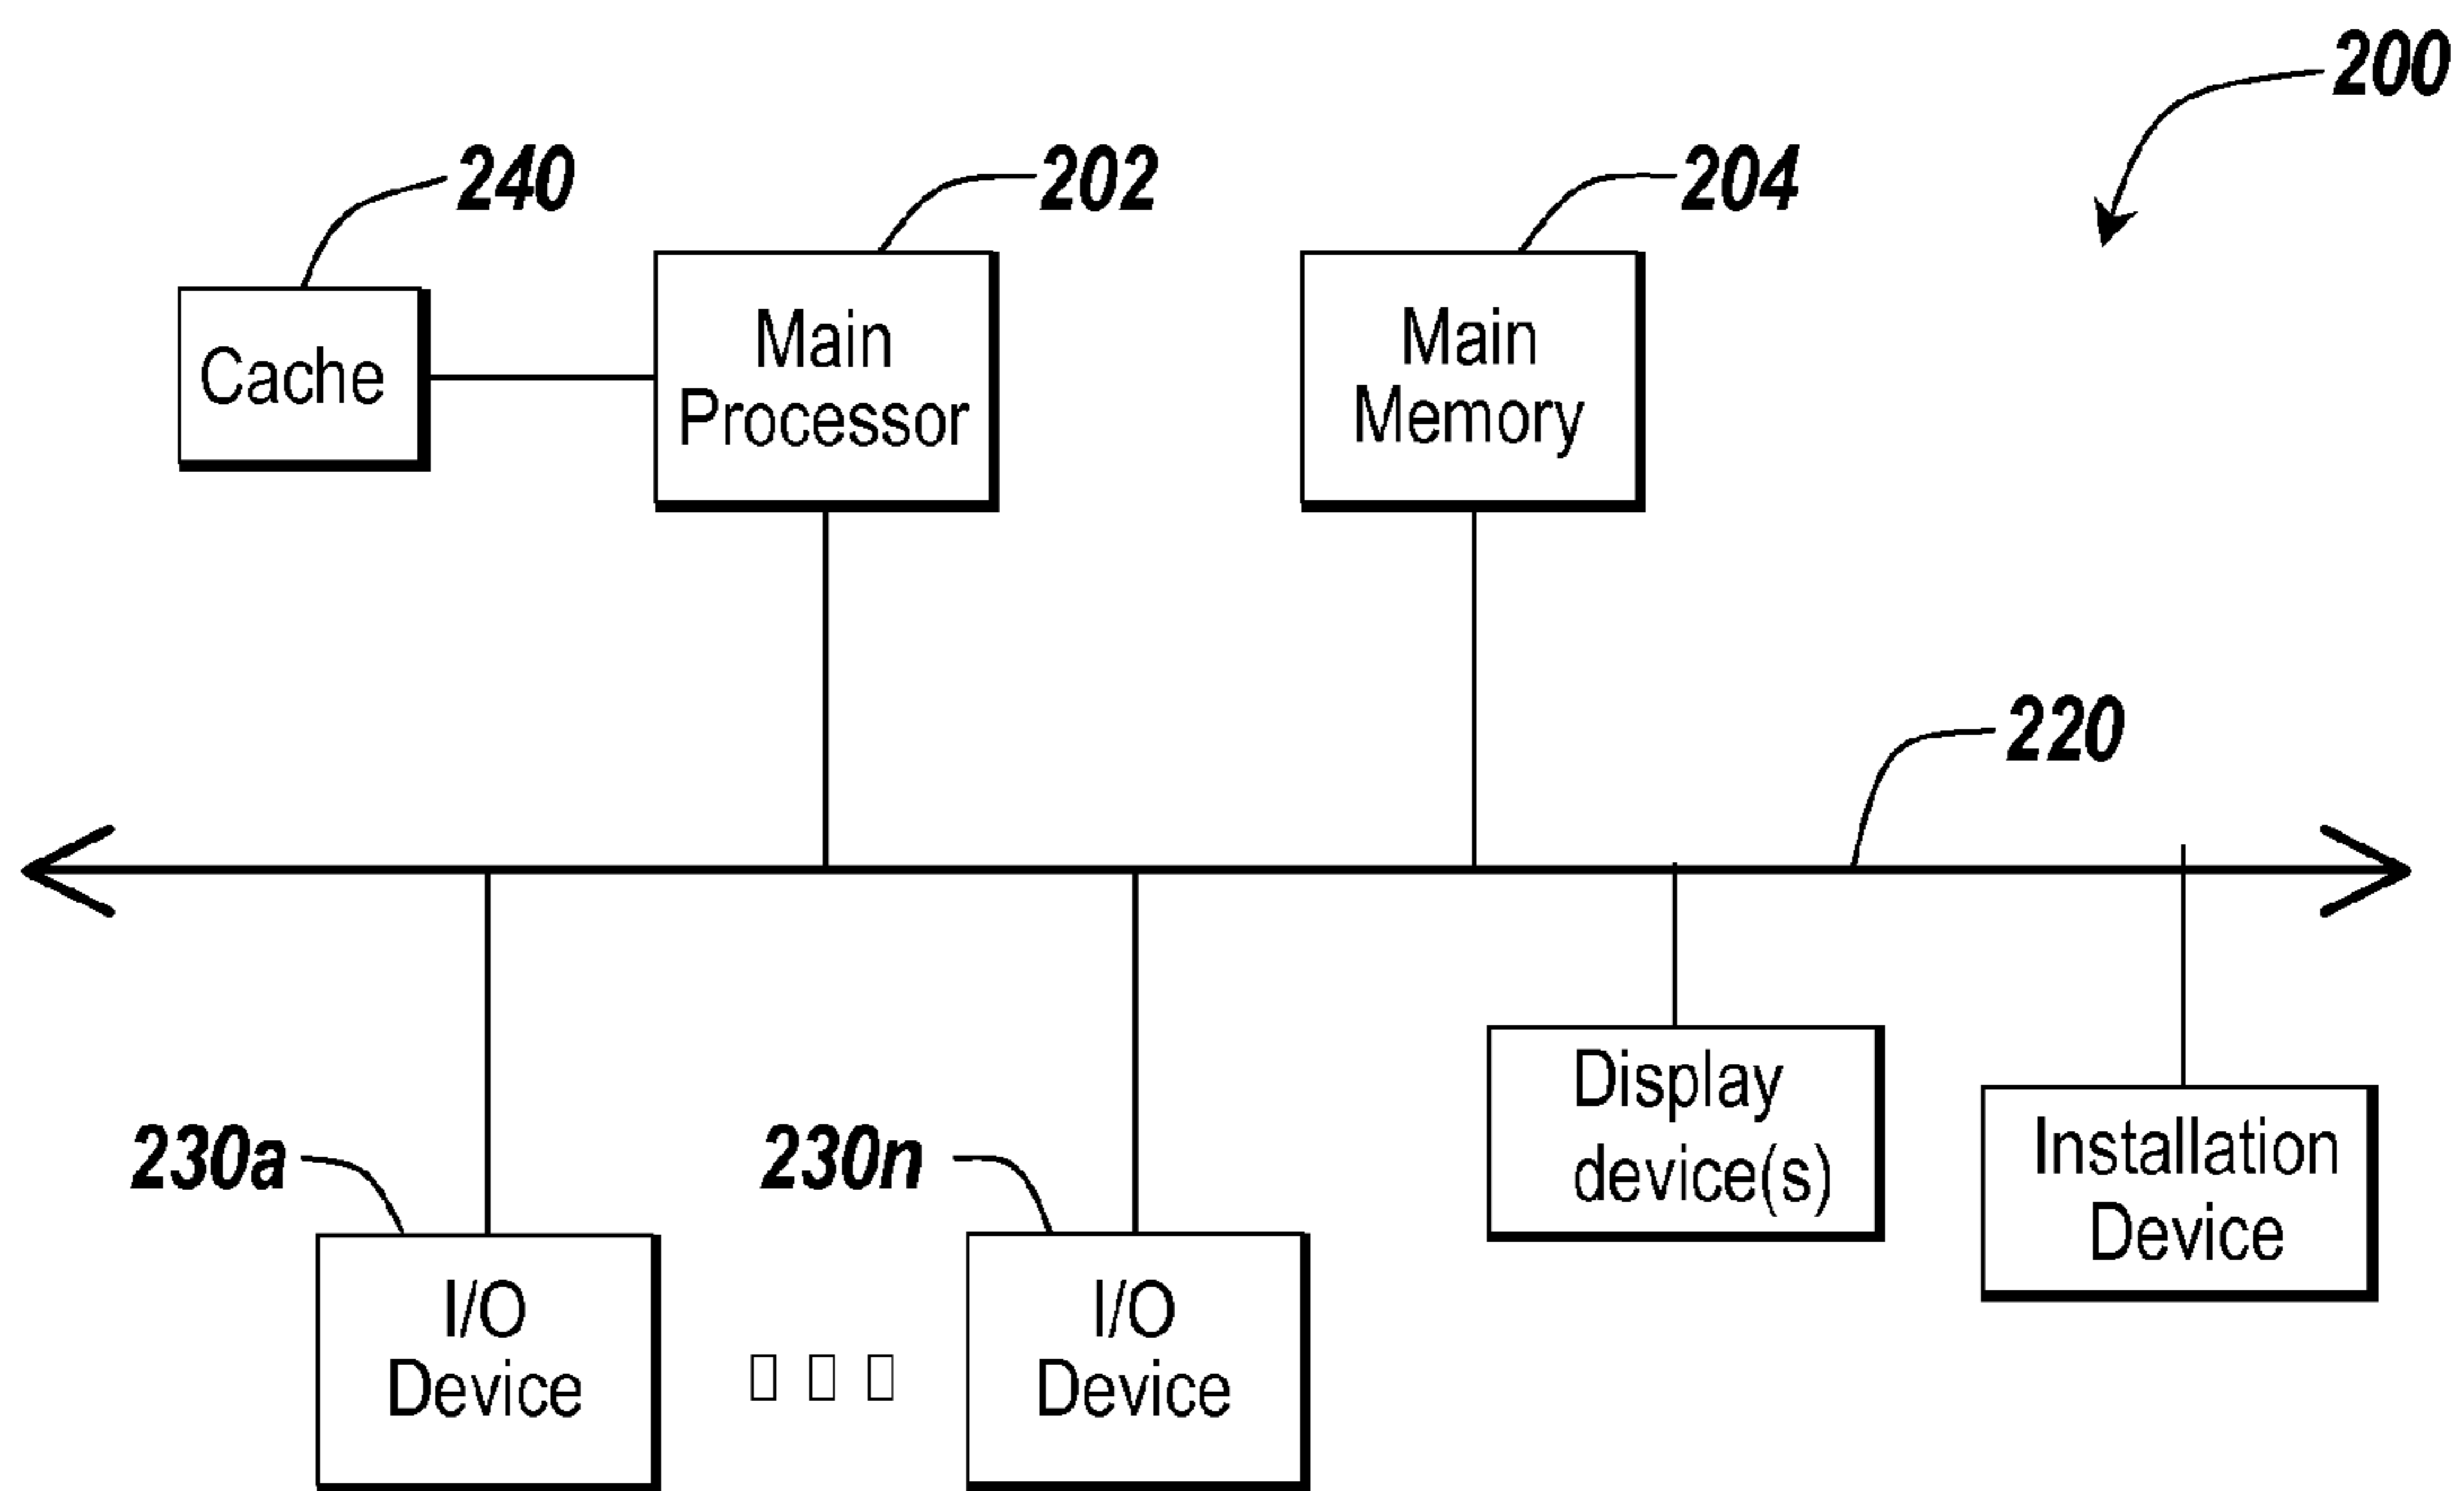 200
240
202
204
Cache
Main
Processor
Main
Memory
220
230a
230n
Display
device(s)
Installation
Device
I/O
Device
I/O
Device